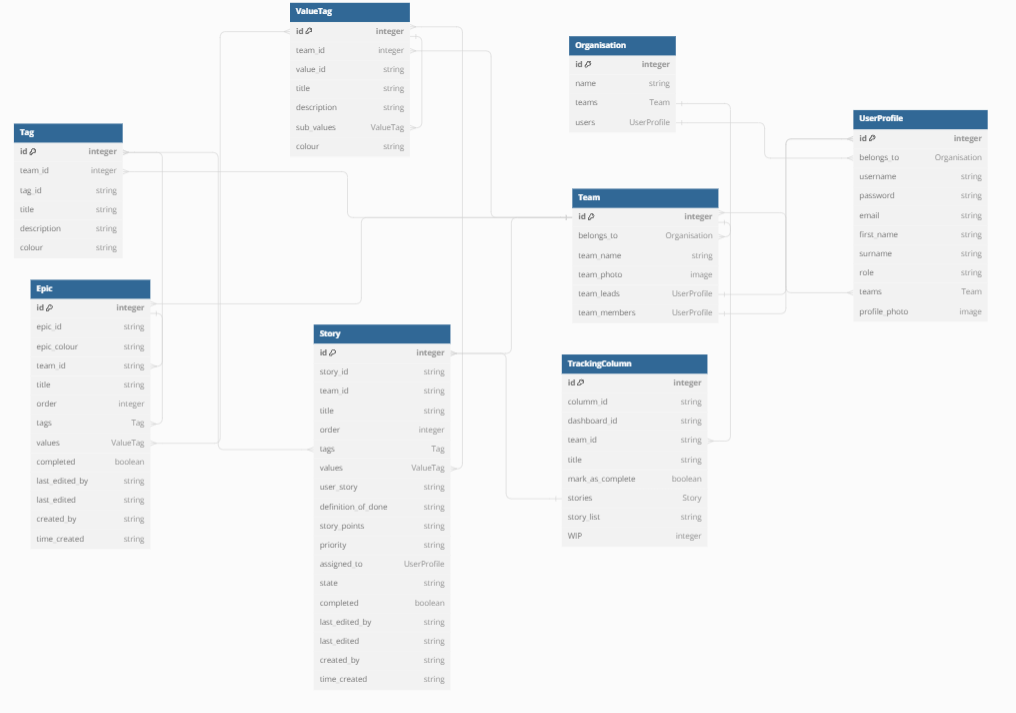 ValueTag
id integer
team_id integer
value_id string
title string
description string
sub_values ValueTag
colour string
Organisation
id integer
name string
teams Team
users UserProfile
UserProfile
id integer
belongs_to Organisation
username string
password string
email string
first_name string
surname string
role string
teams Team
profile_photo image
Tag
id integer
team_id integer
tag_id string
title string
description string
colour string
Team
id integer
belongs_to Organisation
team_name string
team_photo image
team_leads UserProfile
team_members UserProfile
Epic
id integer
epic_id string
epic_colour string
team_id string
title string
order integer
tags Tag
values ValueTag
completed boolean
last_edited_by string
last_edited string
created_by string
time_created string
Story
id integer
story_id string
team_id string
title string
order integer
tags Tag
values ValueTag
user_story string
definition_of_done string
story_points string
priority string
assigned_to UserProfile
state string
completed boolean
last_edited_by string
last_edited string
created_by string
time_created string
TrackingColumn
id integer
column_id string
dashboard_id string
team_id string
title string
mark_as_complete boolean
stories Story
story_list string
WIP integer